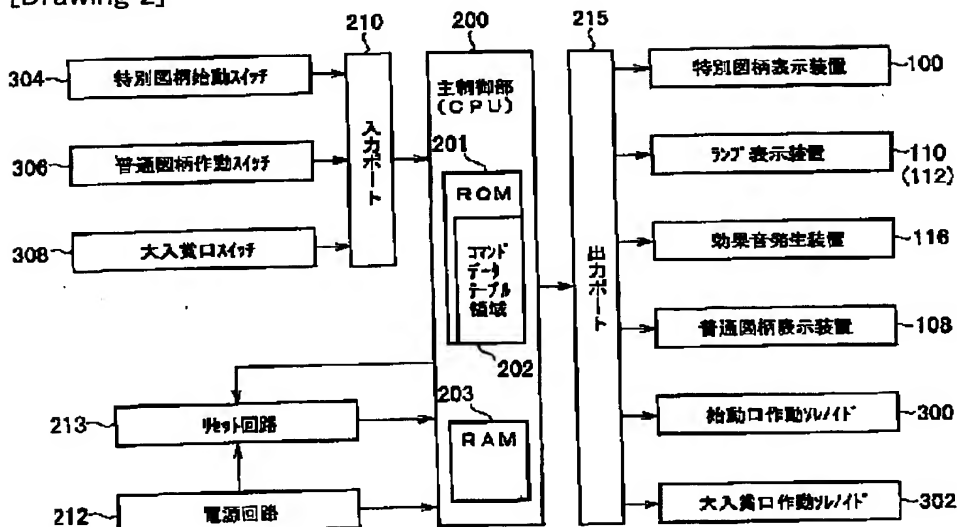 [Drawing 2]
210
200
215
304
特別図柄始動スイッチ
306
普通図柄作動スイッチ
308
大入賞口スイッチ
入力ポート
主制御部
(CPU)
201
ROM
コマンド
データ
テーブル
領域
202
203
RAM
213
リセット回路
212
電源回路
出力ポート
特別図柄表示装置
100
ランプ表示装置
110
(112)
効果音発生装置
116
普通図柄表示装置
108
始動口作動ソレノイド
300
大入賞口作動ソレノイド
302